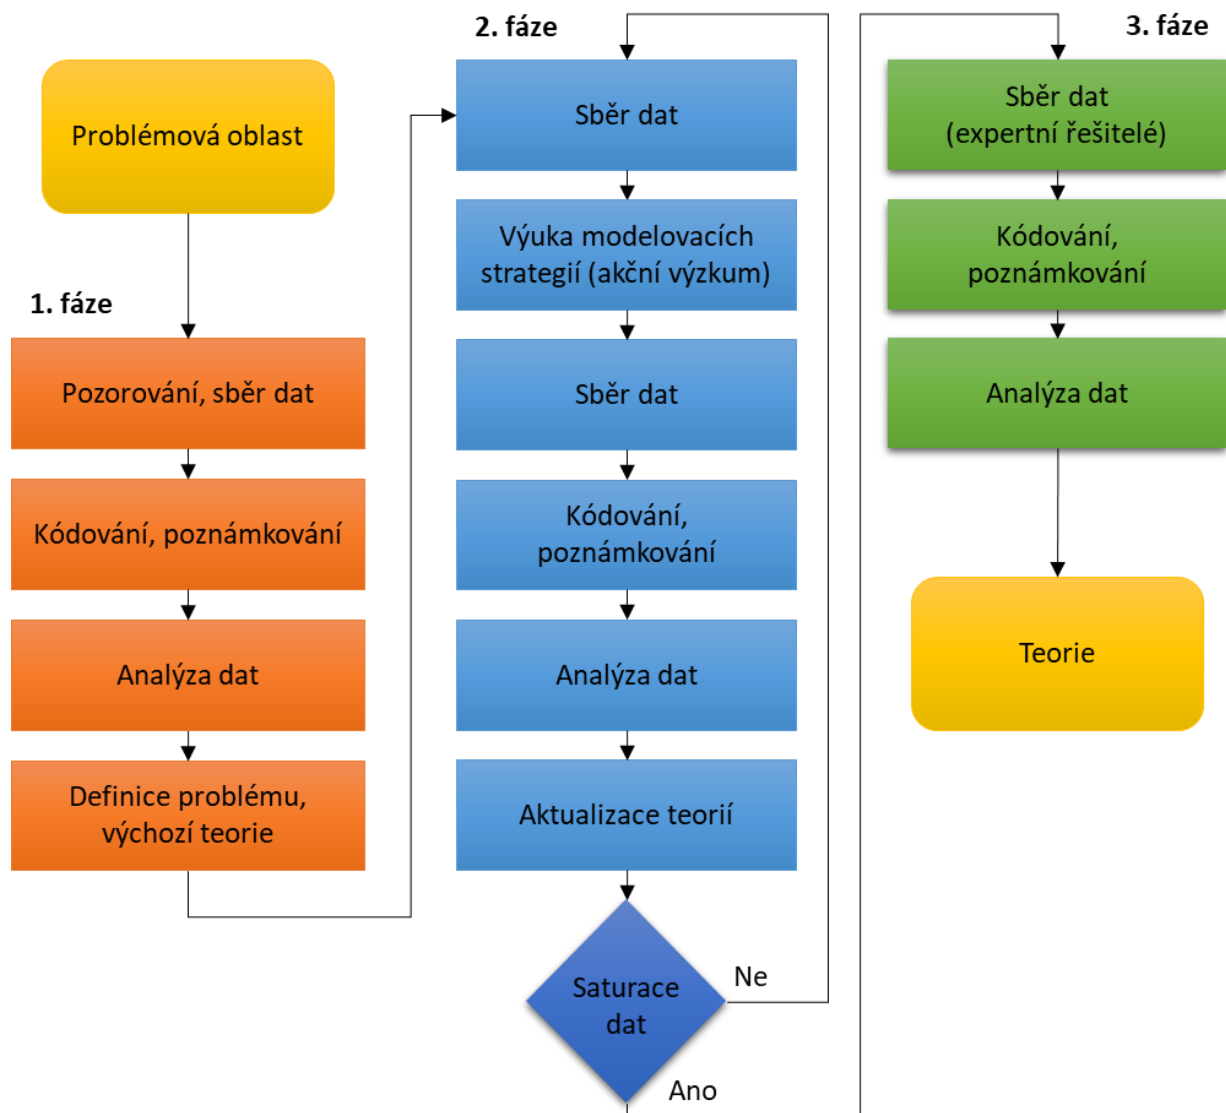 Problémová oblast
1. fáze
Pozorování, sběr dat
Kódování, poznámkování
Analýza dat
Definice problému,
výchozí teorie
2. fáze
Sběr dat
Výuka modelovacích
strategií (akční výzkum)
Sběr dat
Kódování,
poznámkování
Analýza dat
Aktualizace teorií
Saturace
dat
Ne
Ano
3. fáze
Sběr dat
(expertní řešitelé)
Kódování,
poznámkování
Analýza dat
Teorie